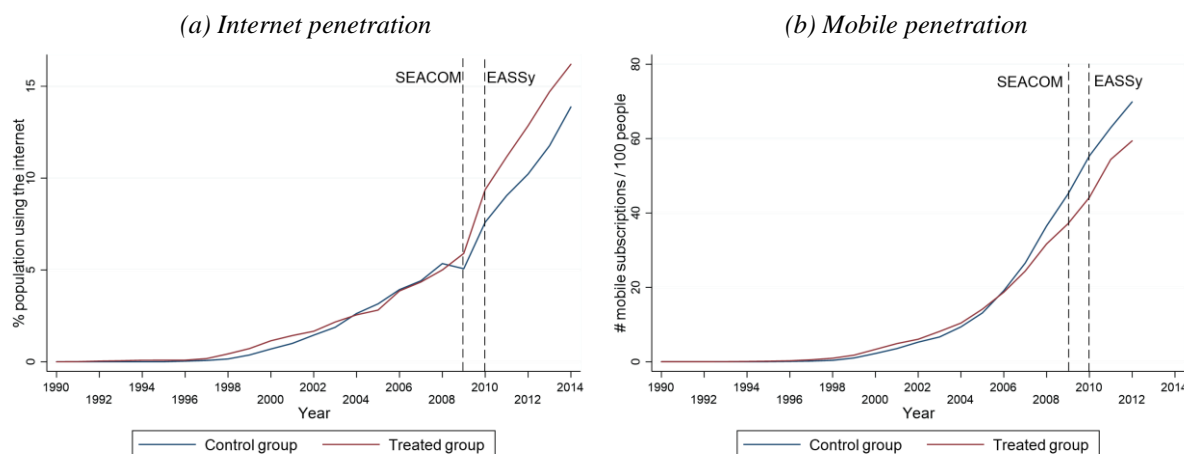 (a) Internet penetration
SEACOM
EASSy
% population using the internet
15
10
5
0
1990
1992
1994
1996
1998
2000
2002
2004
2006
2008
2010
2012
2014
Year
Control group
Treated group
(b) Mobile penetration
SEACOM
EASSy
# mobile subscriptions / 100 people
80
60
40
20
0
1990
1992
1994
1996
1998
2000
2002
2004
2006
2008
2010
2012
2014
Year
Control group
Treated group